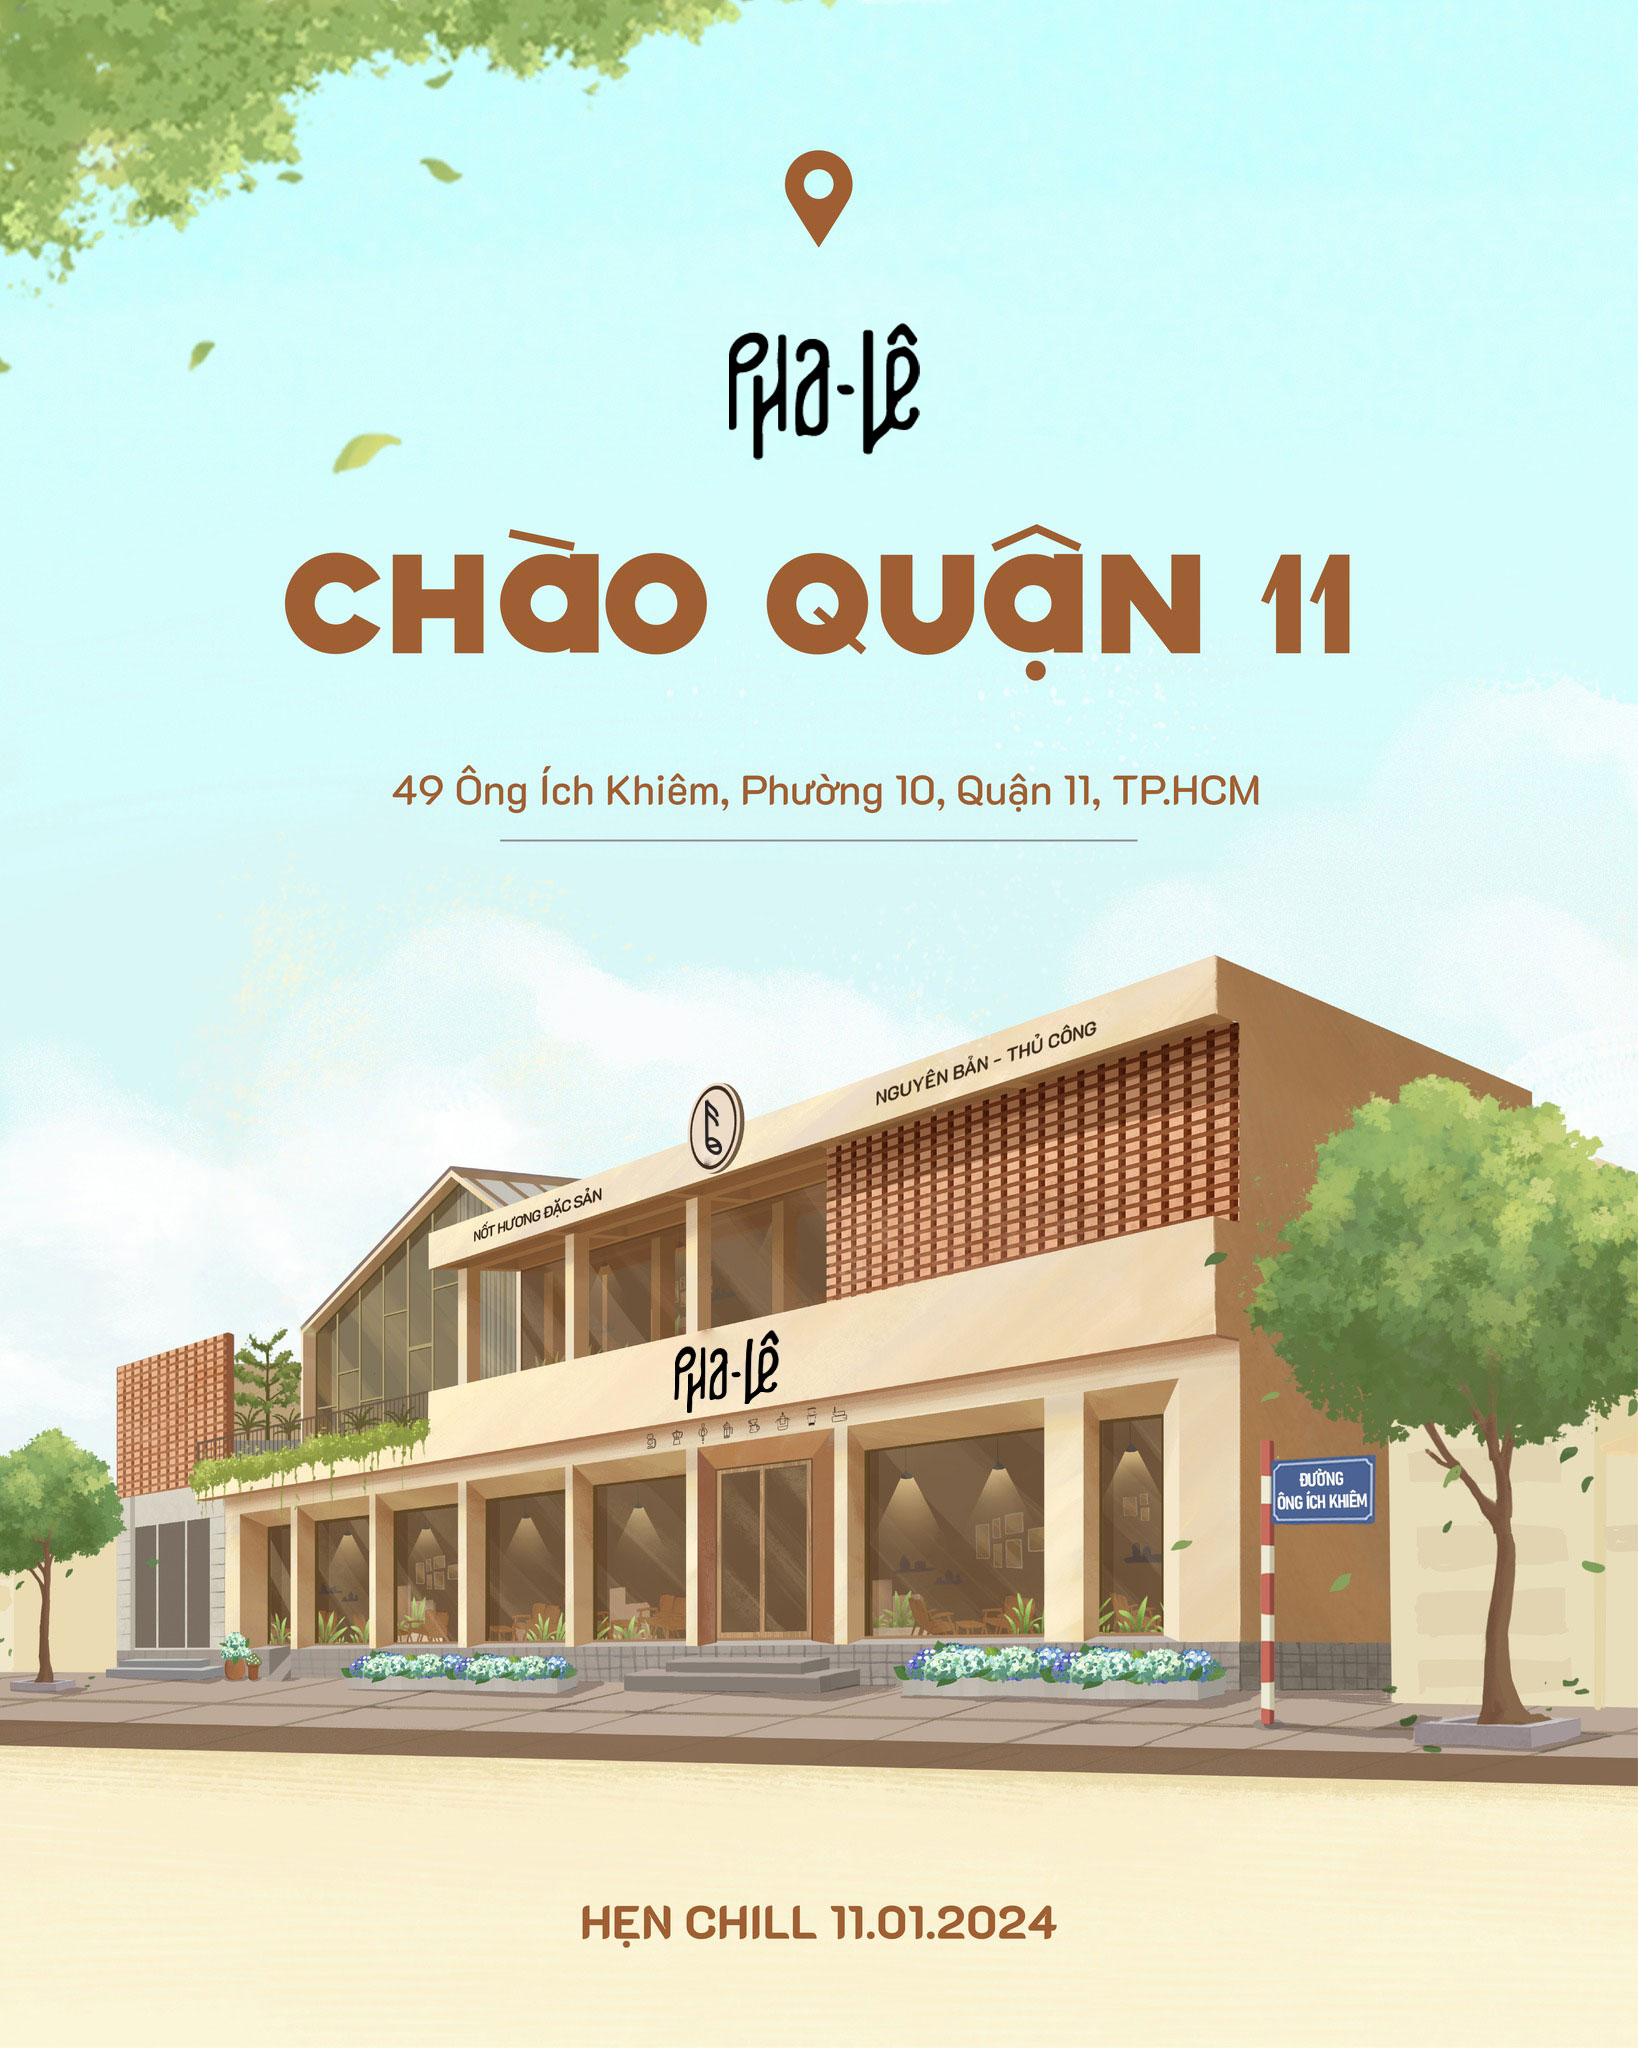 PHa-Lê
CHÀO QUẬN 11
49 Ông Ích Khiêm, Phường 10, Quận 11, TP.HCM
NGUYÊN BẢN - THỦ CÔNG
NỐT HƯƠNG ĐẶC SẢN
PHa-Lê
ĐƯỜNG
ÔNG ÍCH KHIÊM
HẸN CHILL 11.01.2024